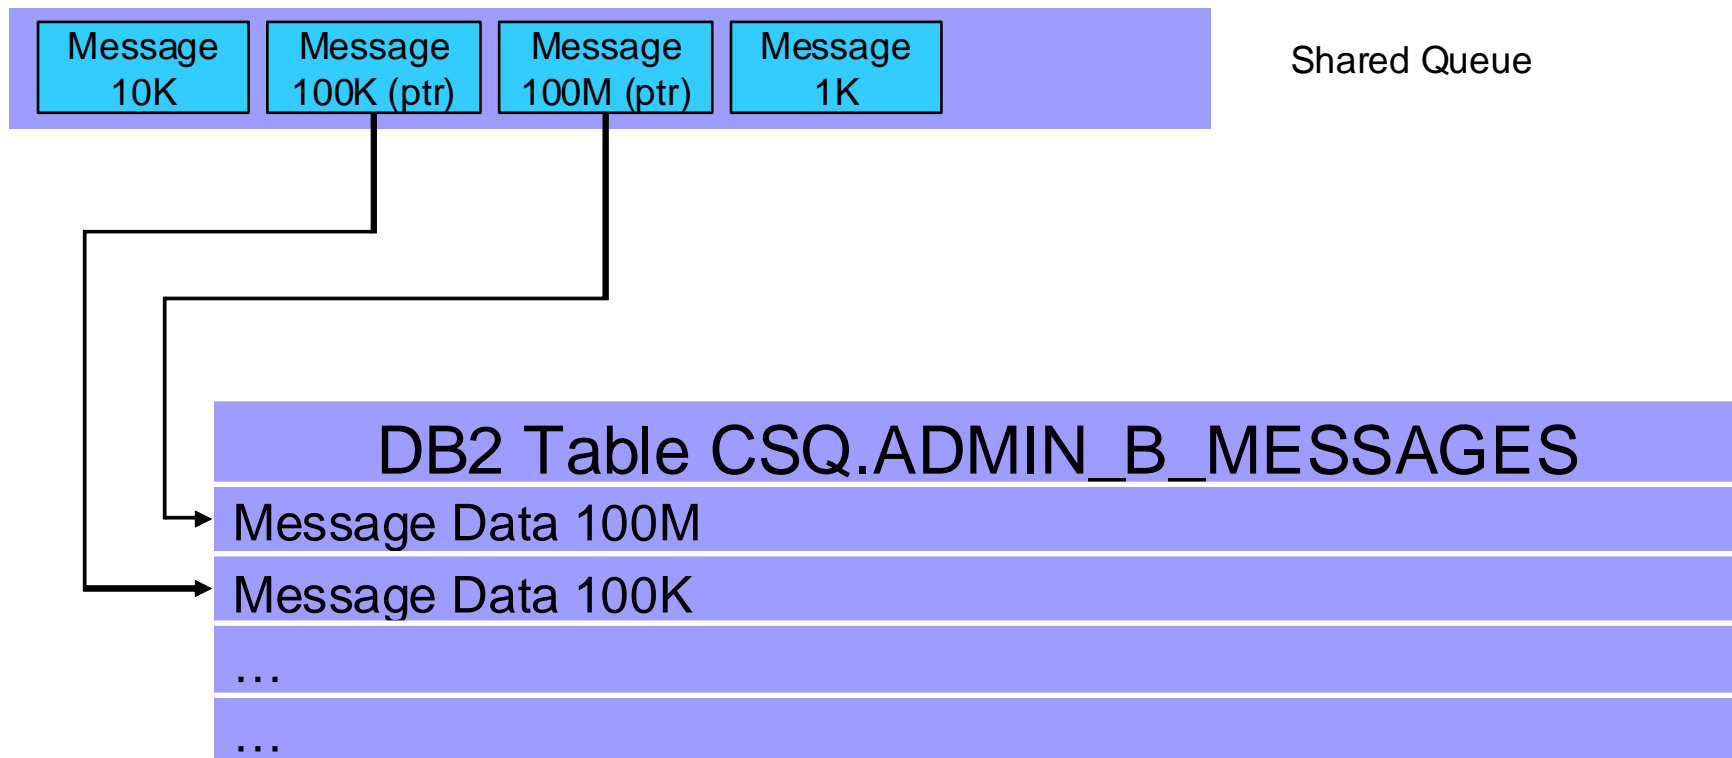 Message
10K
Message
100K (ptr)
Message
100M (ptr)
Message
1K
Shared Queue
DB2 Table CSQ.ADMIN_B_MESSAGES
Message Data 100M
Message Data 100K
…
…